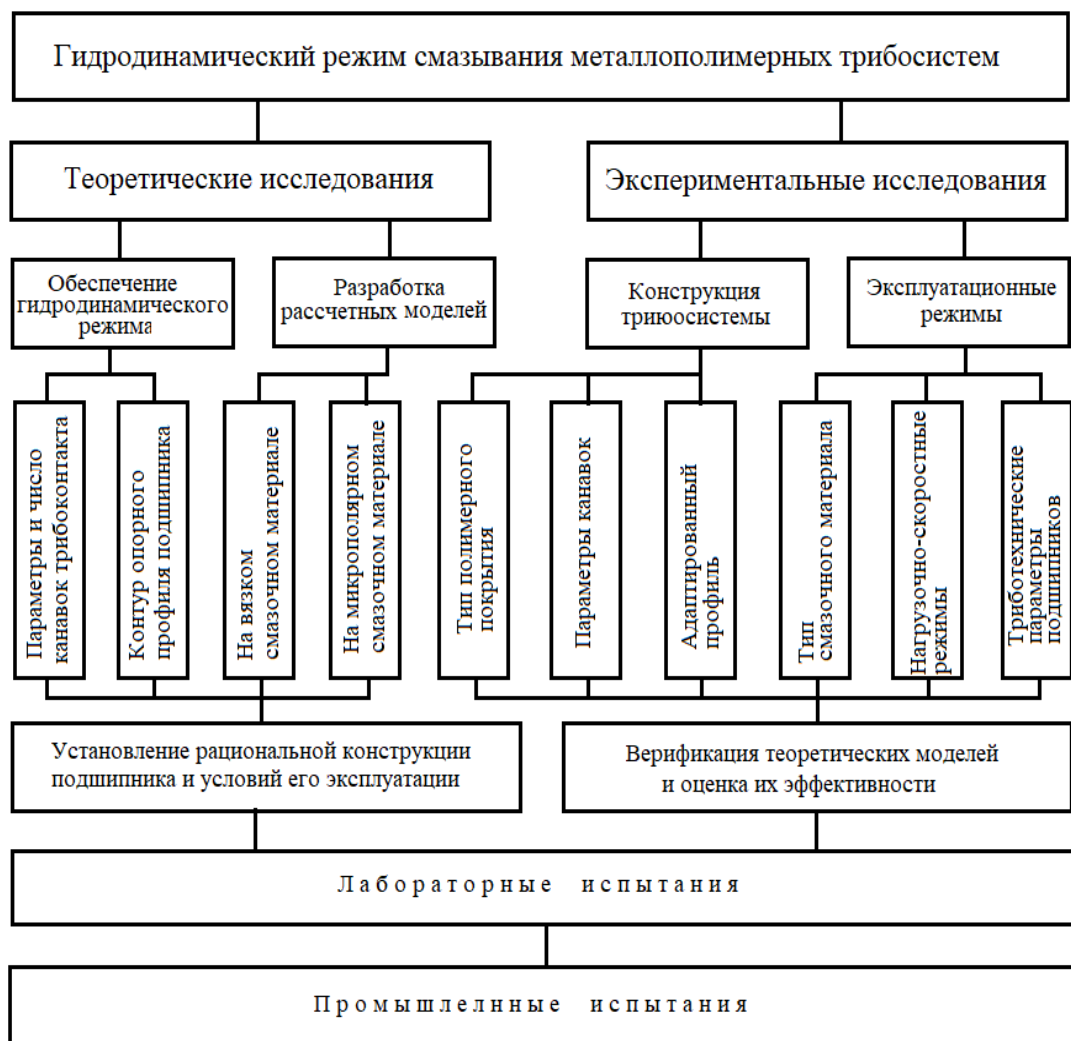 Гидродинамический режим смазывания металлополимерных трибосистем
Теоретические исследования
Экспериментальные исследования
Обеспечение
гидродинамического
режима
Разработка
рассчетных моделей
Конструкция
триюосистемы
Эксплуатационные
режимы
Параметры и число
канавок трибоконтакта
Контур опорного
профиля подшипника
На вязком
смазочном материале
На микрополярном
смазочном материале
Тип полимерного
покрытия
Параметры канавок
Адаптированный
профиль
Тип
смазочного материала
Нагрузочно-скоростные
режимы
Триботехнические
параметры
подшипников
Установление рациональной конструкции
подшипника и условий его эксплуатации
Верификация теоретических моделей
и оценка их эффективности
Лабораторные испытания
Промышлелнные испытания